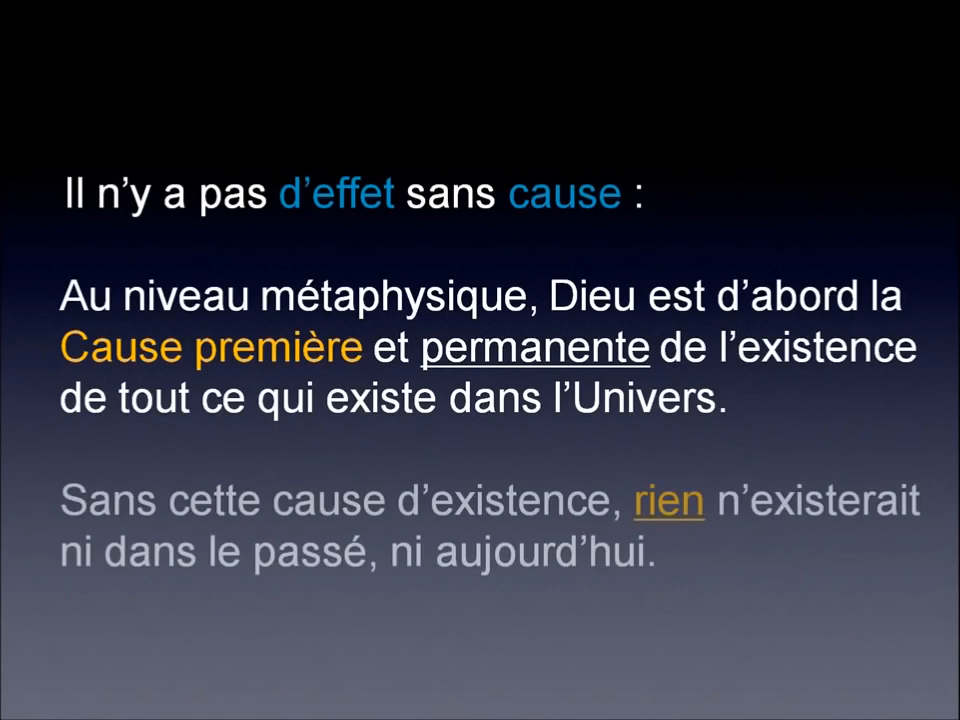 Il n’y a pas d’effet sans cause :
Au niveau métaphysique, Dieu est d’abord la
Cause première et permanente de l’existence
de tout ce qui existe dans l’Univers.
Sans cette cause d’existence, rien n’existerait
ni dans le passé, ni aujourd’hui.